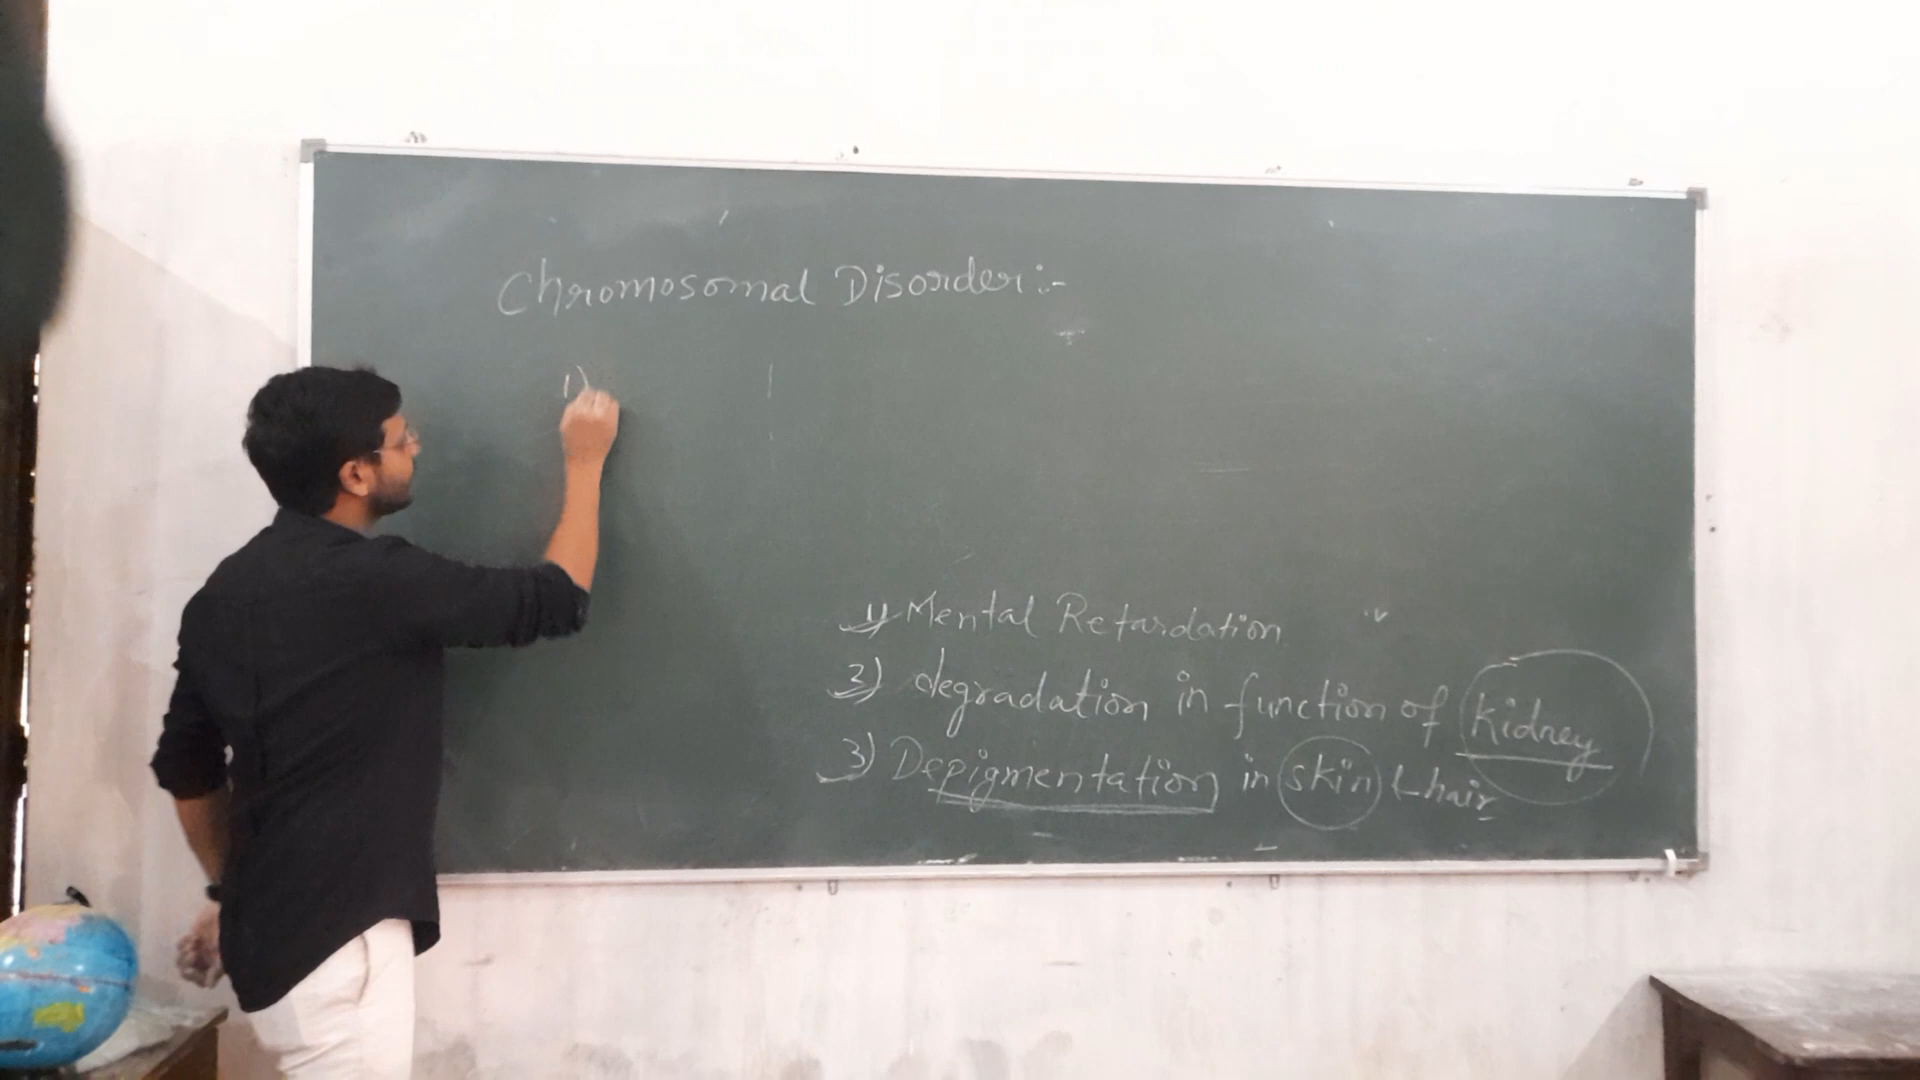 Chromosomal Disorder :-
1)
1) Mental Retardation
2) degradation in function of kidney
3) Depigmentation in skin & hair